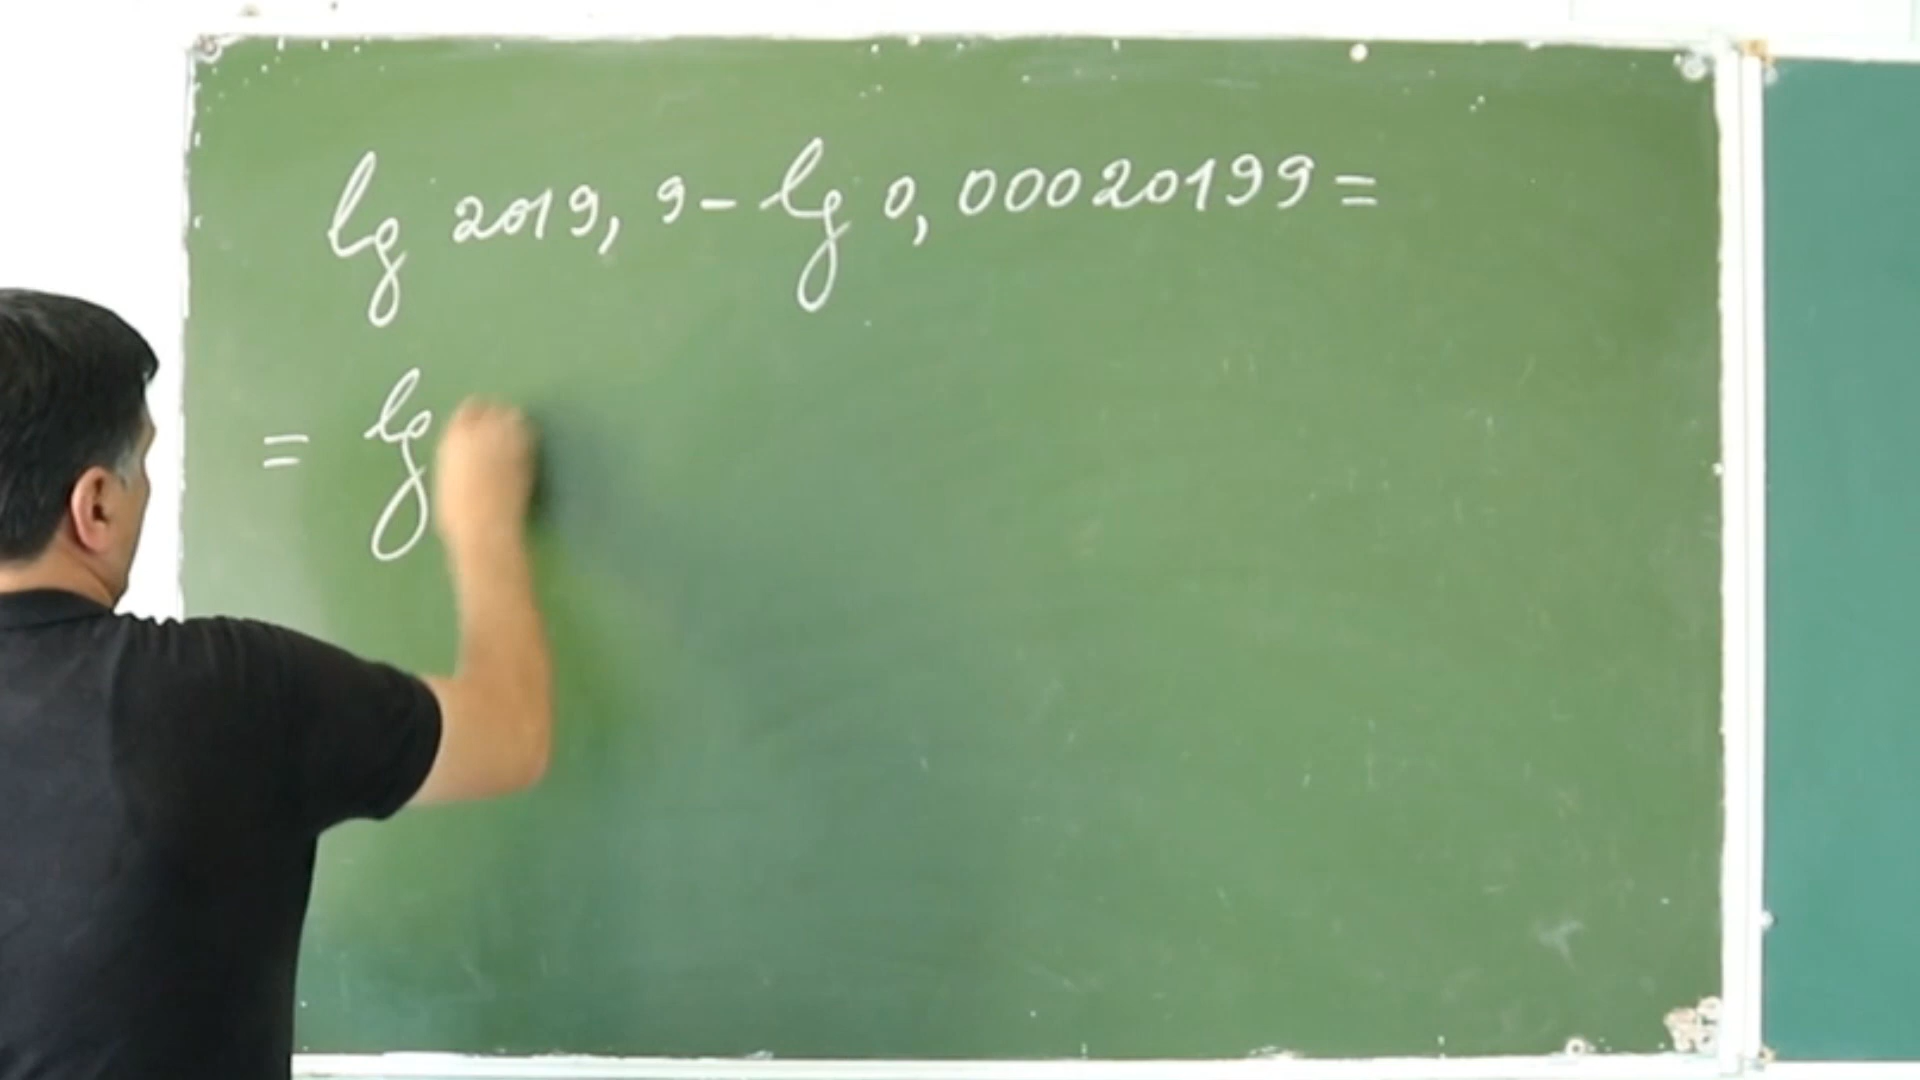 lg 2019,9 - lg 0,00020199 =
= lg